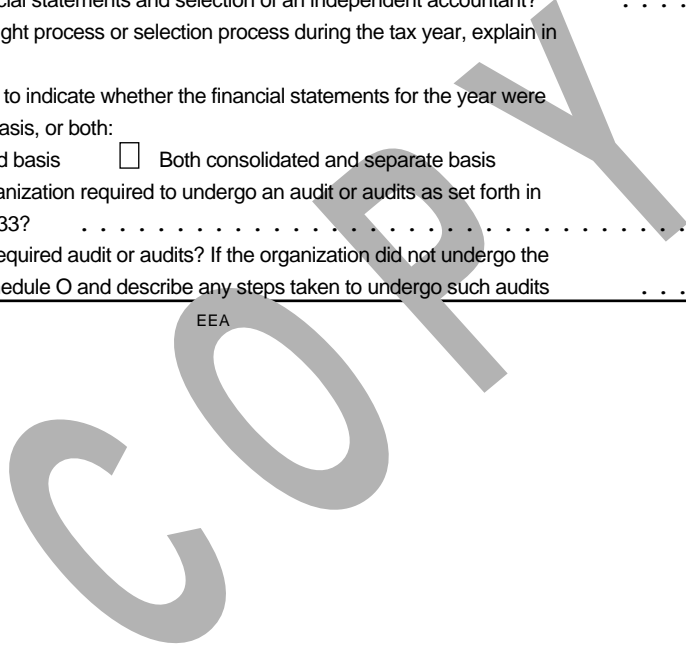 cial statements and selection of an independent accountant? . . . .
ght process or selection process during the tax year, explain in
to indicate whether the financial statements for the year were
asis, or both:
d basis ☐ Both consolidated and separate basis
anization required to undergo an audit or audits as set forth in
33? . . . . . . . . . . . . . . . . . . . . . . . . . . . . . . .
equired audit or audits? If the organization did not undergo the
edule O and describe any steps taken to undergo such audits . . .
EEA
COPY